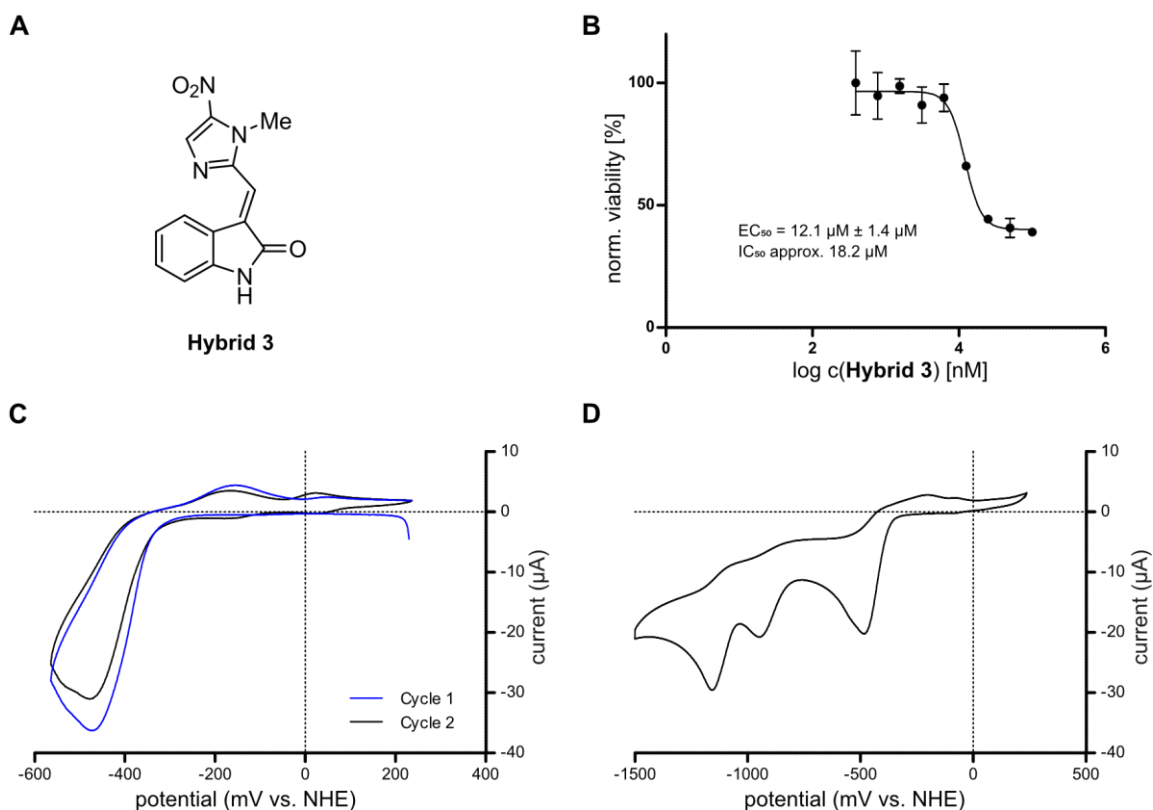 A
O₂N
N
Me
N
O
N
H
Hybrid 3
B
norm. viability [%]
100
50
0
EC₅₀ = 12.1 µM ± 1.4 µM
IC₅₀ approx. 18.2 µM
0 2 4 6
log c(Hybrid 3) [nM]
C
10
0
-10
-20
-30
-40
current (µA)
Cycle 1
Cycle 2
-600 -400 -200 0 200 400
potential (mV vs. NHE)
D
10
0
-10
-20
-30
-40
current (µA)
-1500 -1000 -500 0 500
potential (mV vs. NHE)